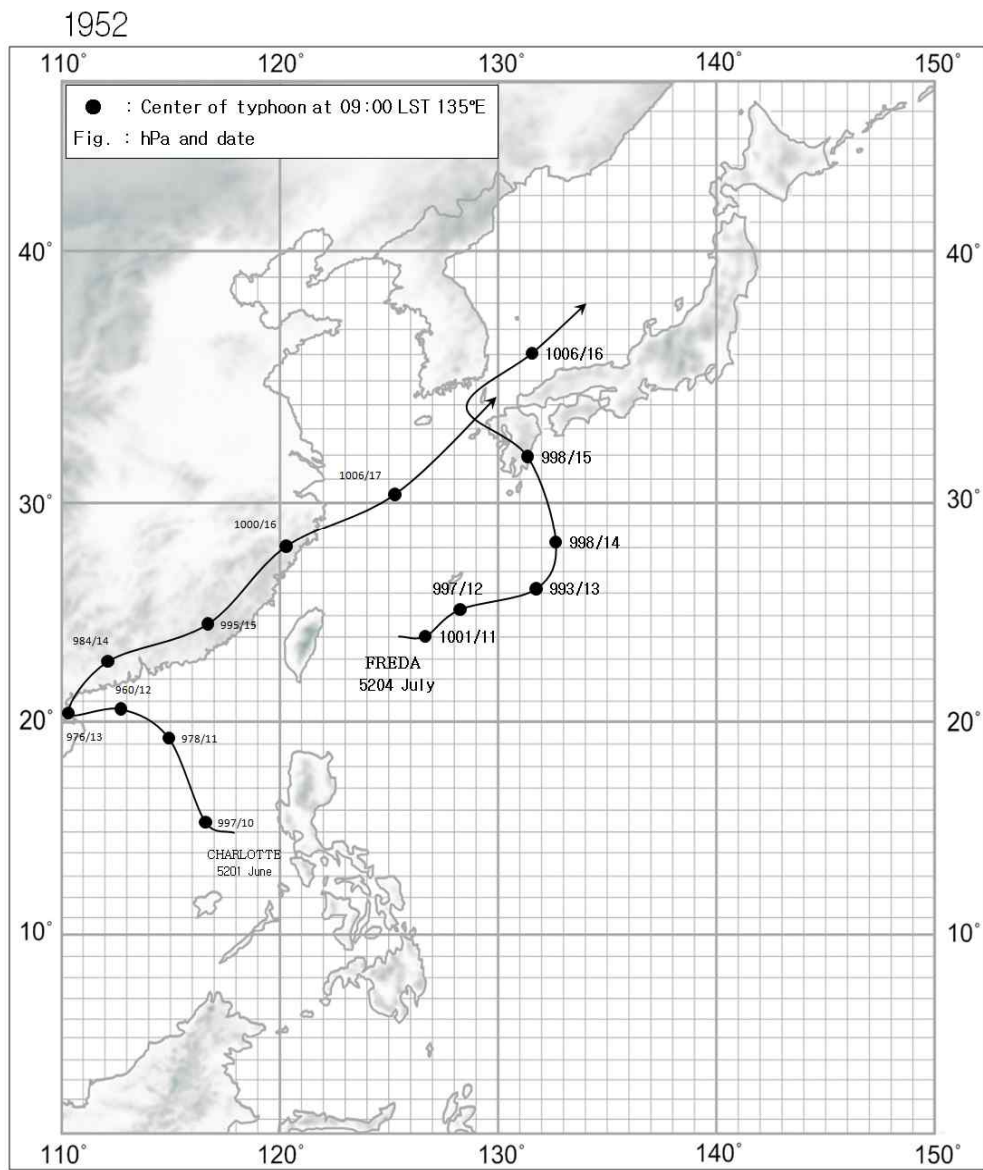 1952
110° 120° 130° 140° 150°
● : Center of typhoon at 09:00 LST 135°E
Fig. : hPa and date
40° 40°
1006/16
998/15
1006/17
30° 30°
1000/16
998/14
997/12
993/13
995/15
1001/11
984/14
FREDA
5204 July
960/12
20° 20°
976/13
978/11
997/10
CHARLOTTE
5201 June
10° 10°
110° 120° 130° 140° 150°